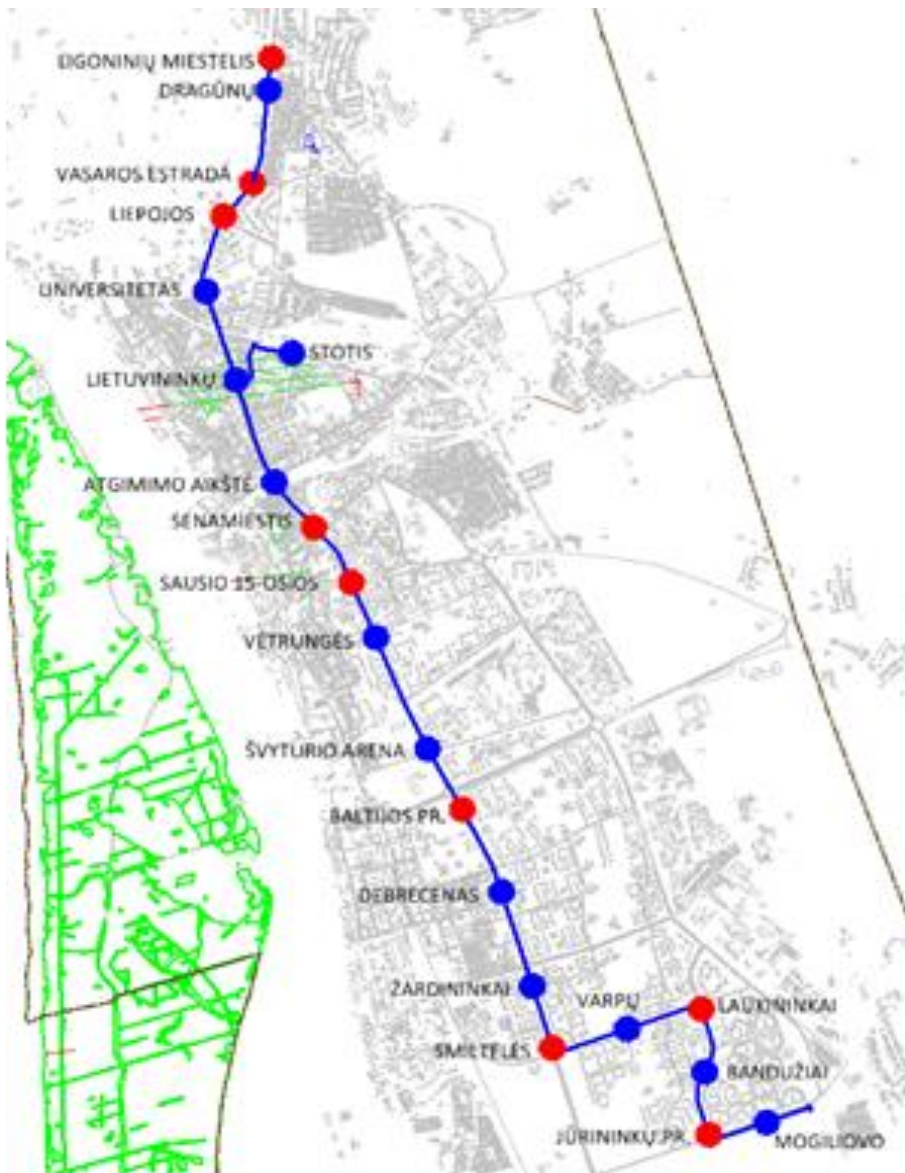 LIGONINIŲ MIESTELIS
DRAGŪNŲ
VASAROS ESTRADA
LIEPOJOS
UNIVERSITETAS
STOTIS
LIETUVININKŲ
ATGIMIMO AIKŠTĖ
SENAMIESTIS
SAUSIO 15-OSIOS
VĖTRUNGĖS
ŠVYTURIO ARENA
BALTIJOS PR.
DEBRECENAS
ŽARDININKAI
VARPŲ
LAUKININKAI
SMILTELĖS
BANDUŽIAI
JŪRININKŲ PR.
MOGILIOVO